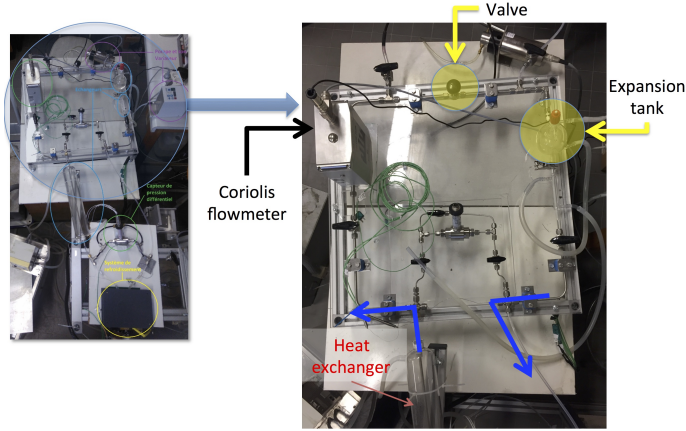 Valve
Expansion
tank
Coriolis
flowmeter
Heat
exchanger
Capteur de
pression
différentiel